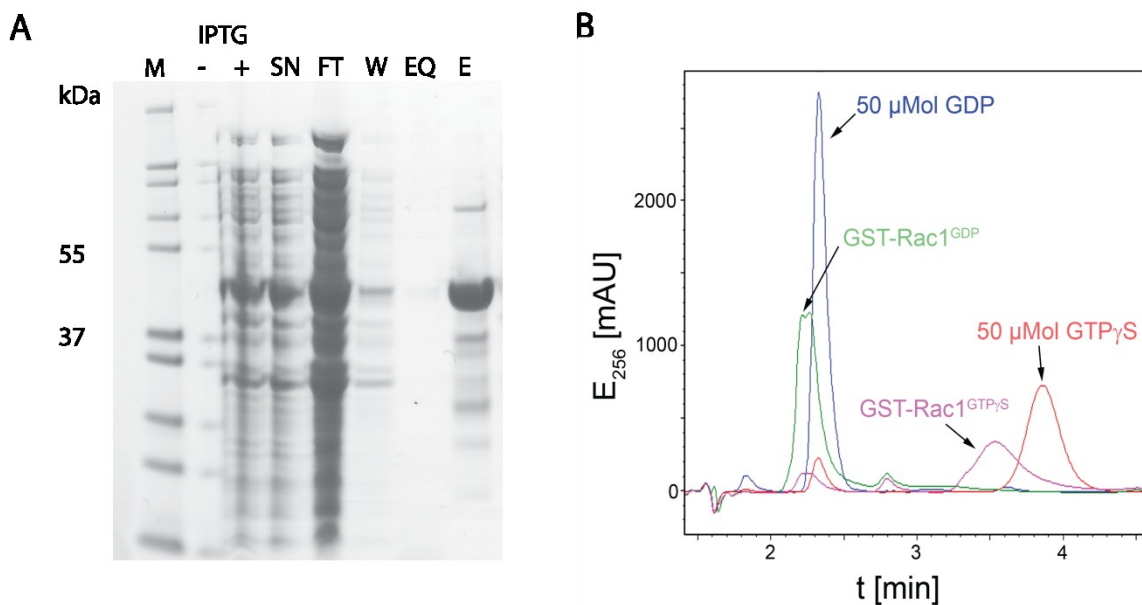 A
IPTG
M - + SN FT W EQ E
kDa
55
37
B
50 μMol GDP
GST-Rac1GDP
50 μMol GTPγS
GST-Rac1GTPγS
E256 [mAU]
2000
1000
0
2 3 4
t [min]